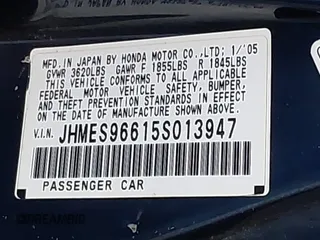 MFD.IN JAPAN BY HONDA MOTOR CO.,LTD: 1/'05
GVWR 3620LBS GAWR F 1855LBS R 1845LBS
THIS VEHICLE CONFORMS TO ALL APPLICABLE
FEDERAL MOTOR VEHICLE SAFETY, BUMPER,
AND THEFT PREVENTION STANDARDS IN EFFECT
ON THE DATE OF MANUFACTURE SHOWN ABOVE.
V.I.N. JHMES96615S013947
PASSENGER CAR